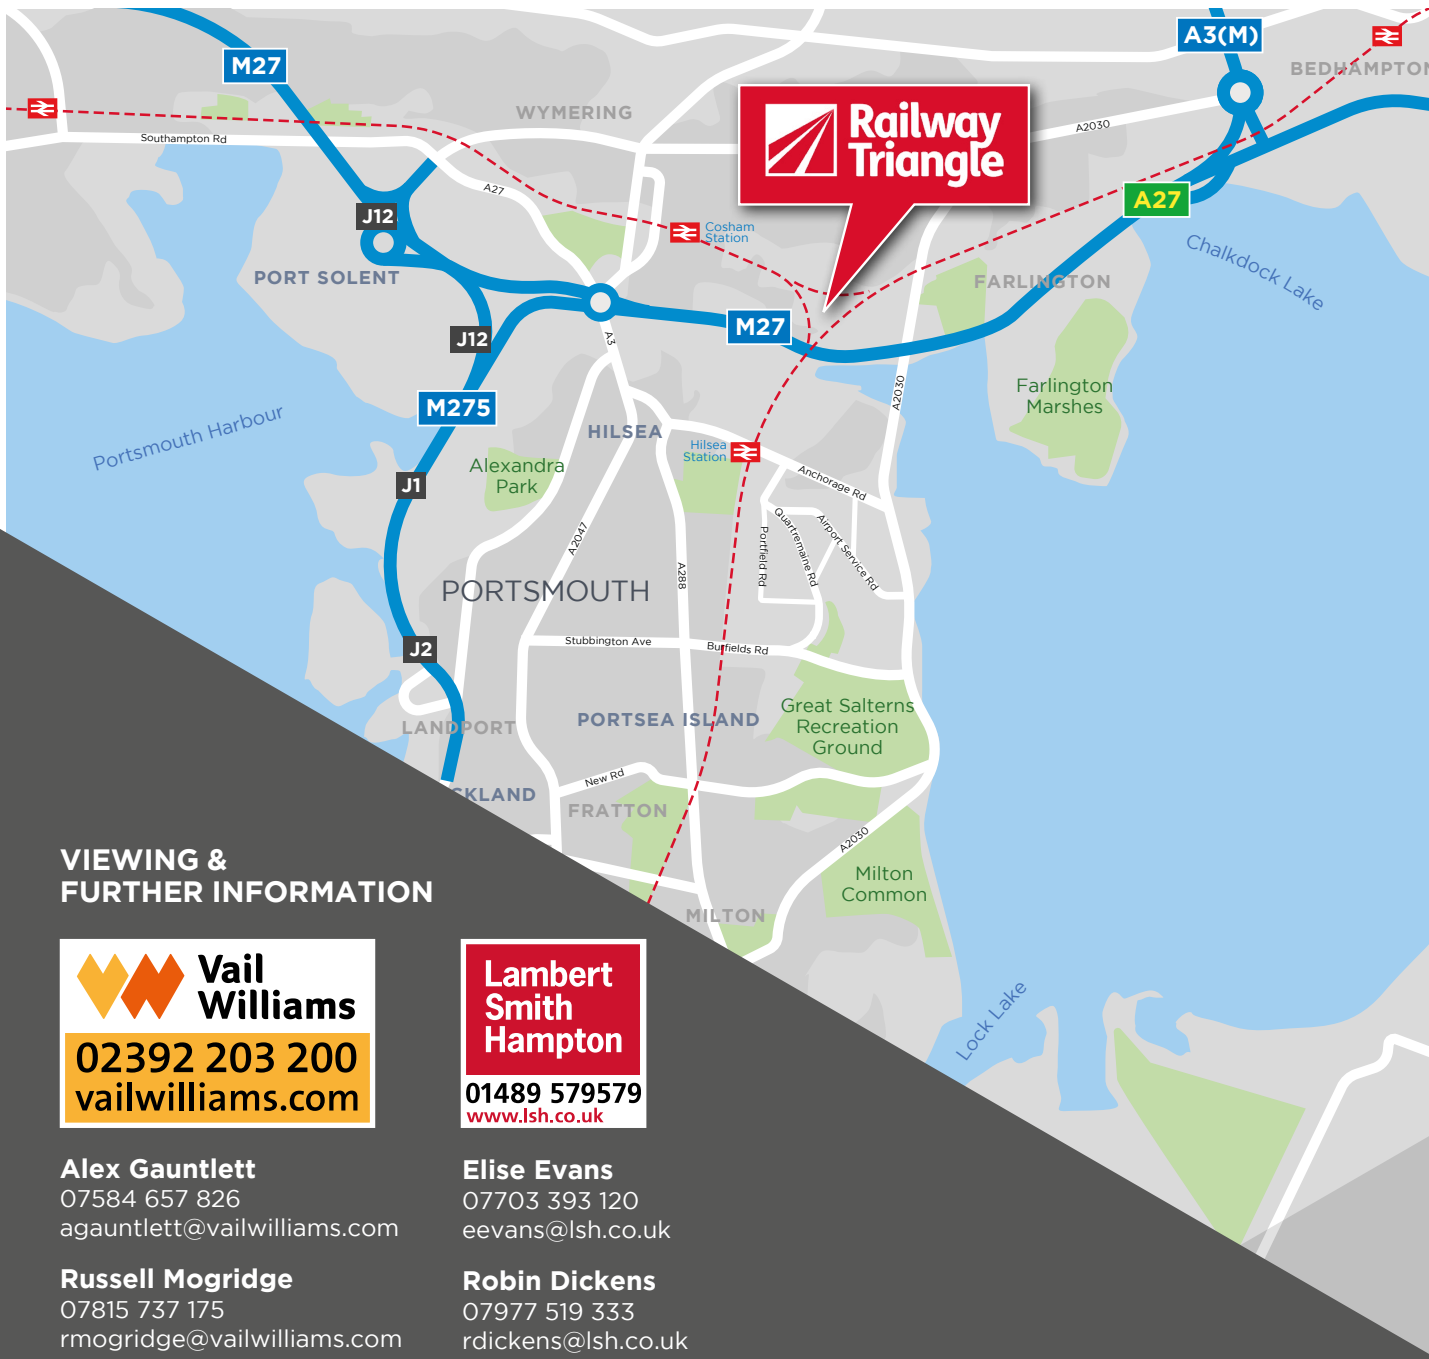 A3(M)
M27
BEDHAMPTON
WYMERING
Railway
Triangle
A2030
Southampton Rd
A27
A27
J12
Cosham
Station
Chalkdock Lake
PORT SOLENT
FARLINGTON
M27
J12
A3
A2030
Farlington
Marshes
M275
Portsmouth Harbour
HILSEA
Hilsea
Station
Alexandra
Park
J1
Anchorage Rd
Quartremaine Rd
Airport Service Rd
Portfield Rd
A2047
A288
PORTSMOUTH
J2
Stubbington Ave
Burfields Rd
LANDPORT
PORTSEA ISLAND
Great Salterns
Recreation
Ground
New Rd
CKLAND
FRATTON
A2030
Milton
Common
MILTON
Lock Lake
VIEWING &
FURTHER INFORMATION
Vail
Williams
02392 203 200
vailwilliams.com
Lambert
Smith
Hampton
01489 579579
www.lsh.co.uk
Alex Gauntlett
07584 657 826
agauntlett@vailwilliams.com
Russell Mogridge
07815 737 175
rmogridge@vailwilliams.com
Elise Evans
07703 393 120
eevans@lsh.co.uk
Robin Dickens
07977 519 333
rdickens@lsh.co.uk